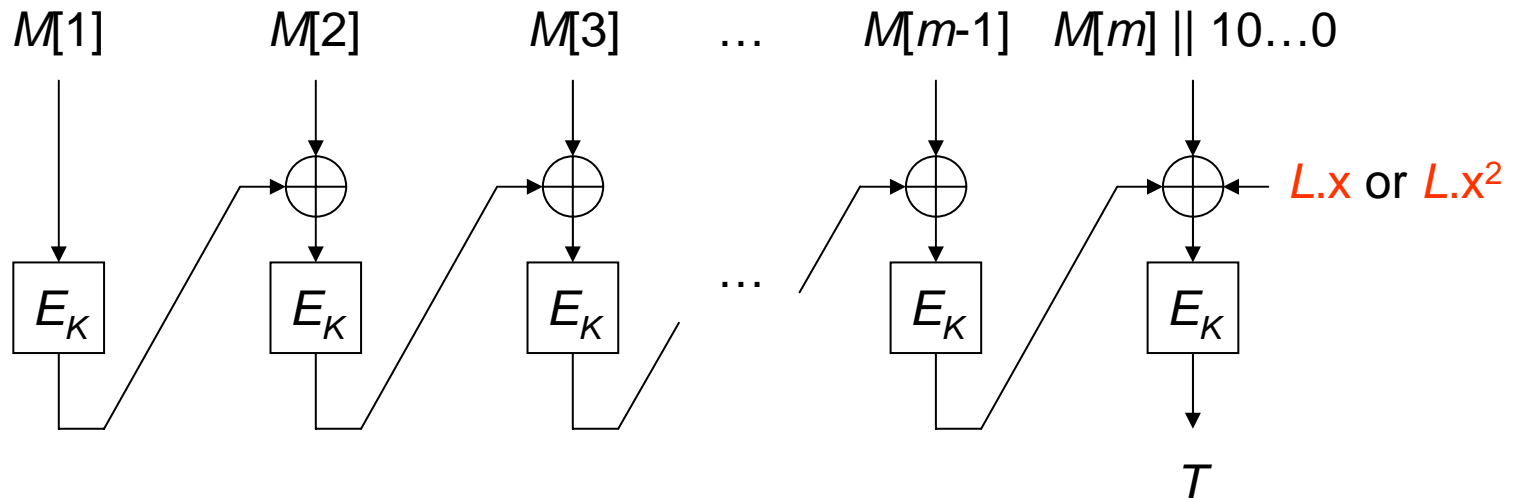 M[1] M[2] M[3] … M[m-1] M[m] || 10…0
L.x or L.x²
E_K E_K E_K … E_K E_K
T